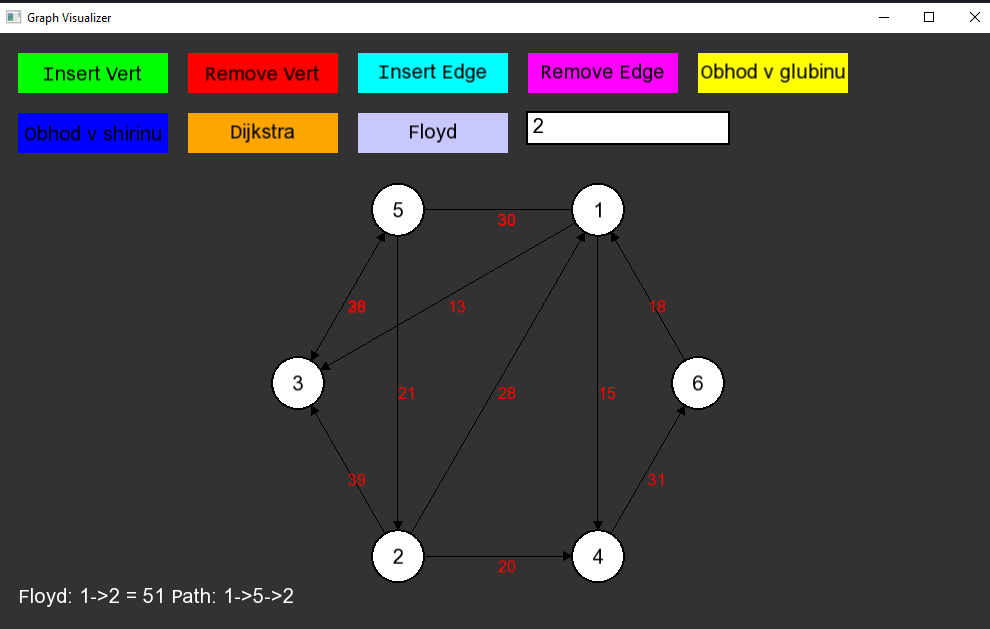 Graph Visualizer
Insert Vert
Remove Vert
Insert Edge
Remove Edge
Obhod v glubinu
Obhod v shirinu
Dijkstra
Floyd
2
5
1
30
13
18
3
21
28
15
6
39
31
2
4
20
Floyd: 1->2 = 51 Path: 1->5->2